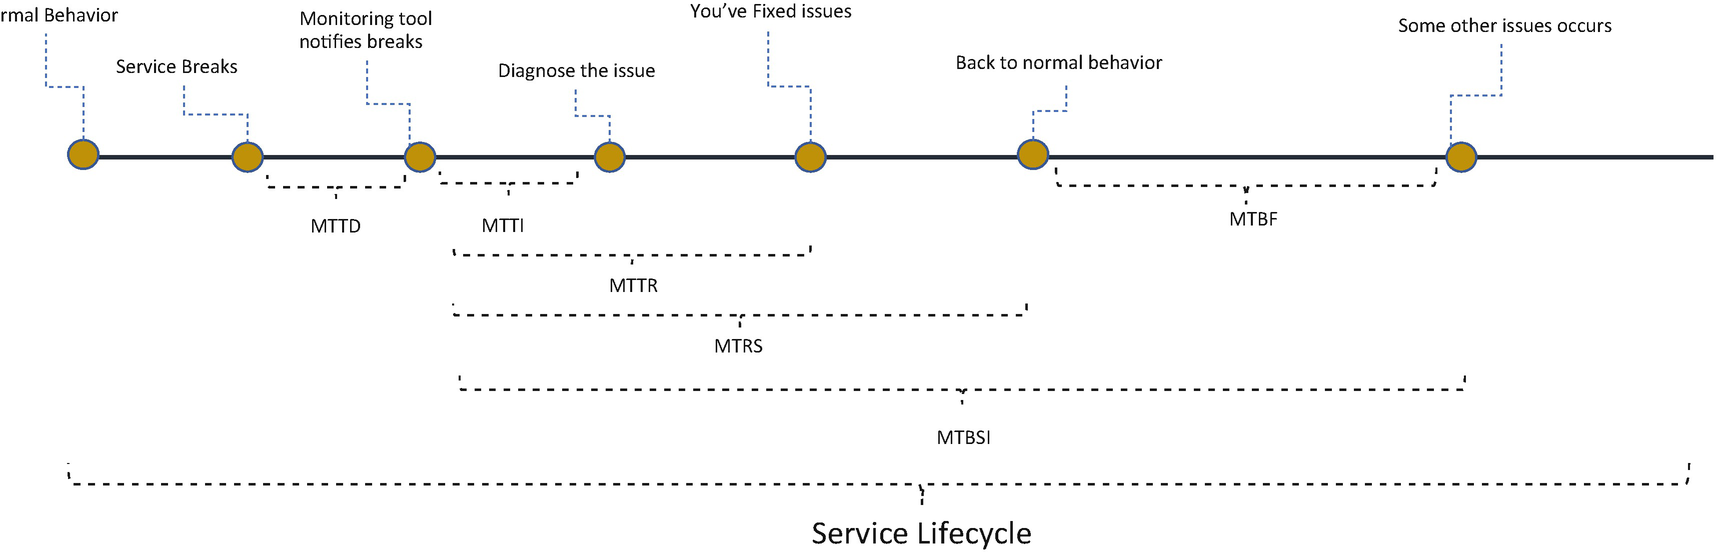 rmal Behavior
Service Breaks
Monitoring tool
notifies breaks
Diagnose the issue
You’ve Fixed issues
Back to normal behavior
Some other issues occurs
MTTD
MTTI
MTBF
MTTR
MTRS
MTBSI
Service Lifecycle